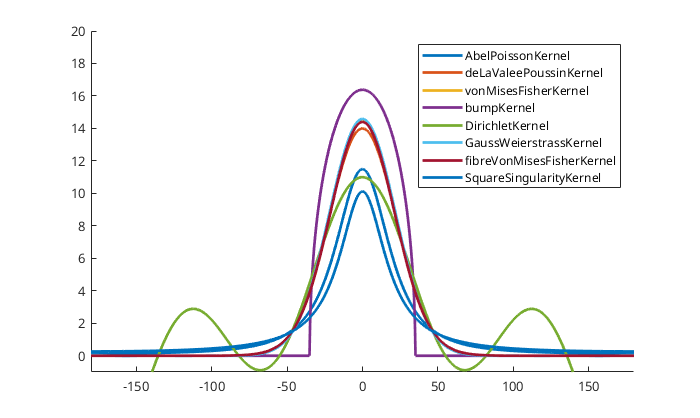 20
18
16
14
12
10
8
6
4
2
0
-150 -100 -50 0 50 100 150
AbelPoissonKernel
deLaValeePoussinKernel
vonMisesFisherKernel
bumpKernel
DirichletKernel
GaussWeierstrassKernel
fibreVonMisesFisherKernel
SquareSingularityKernel